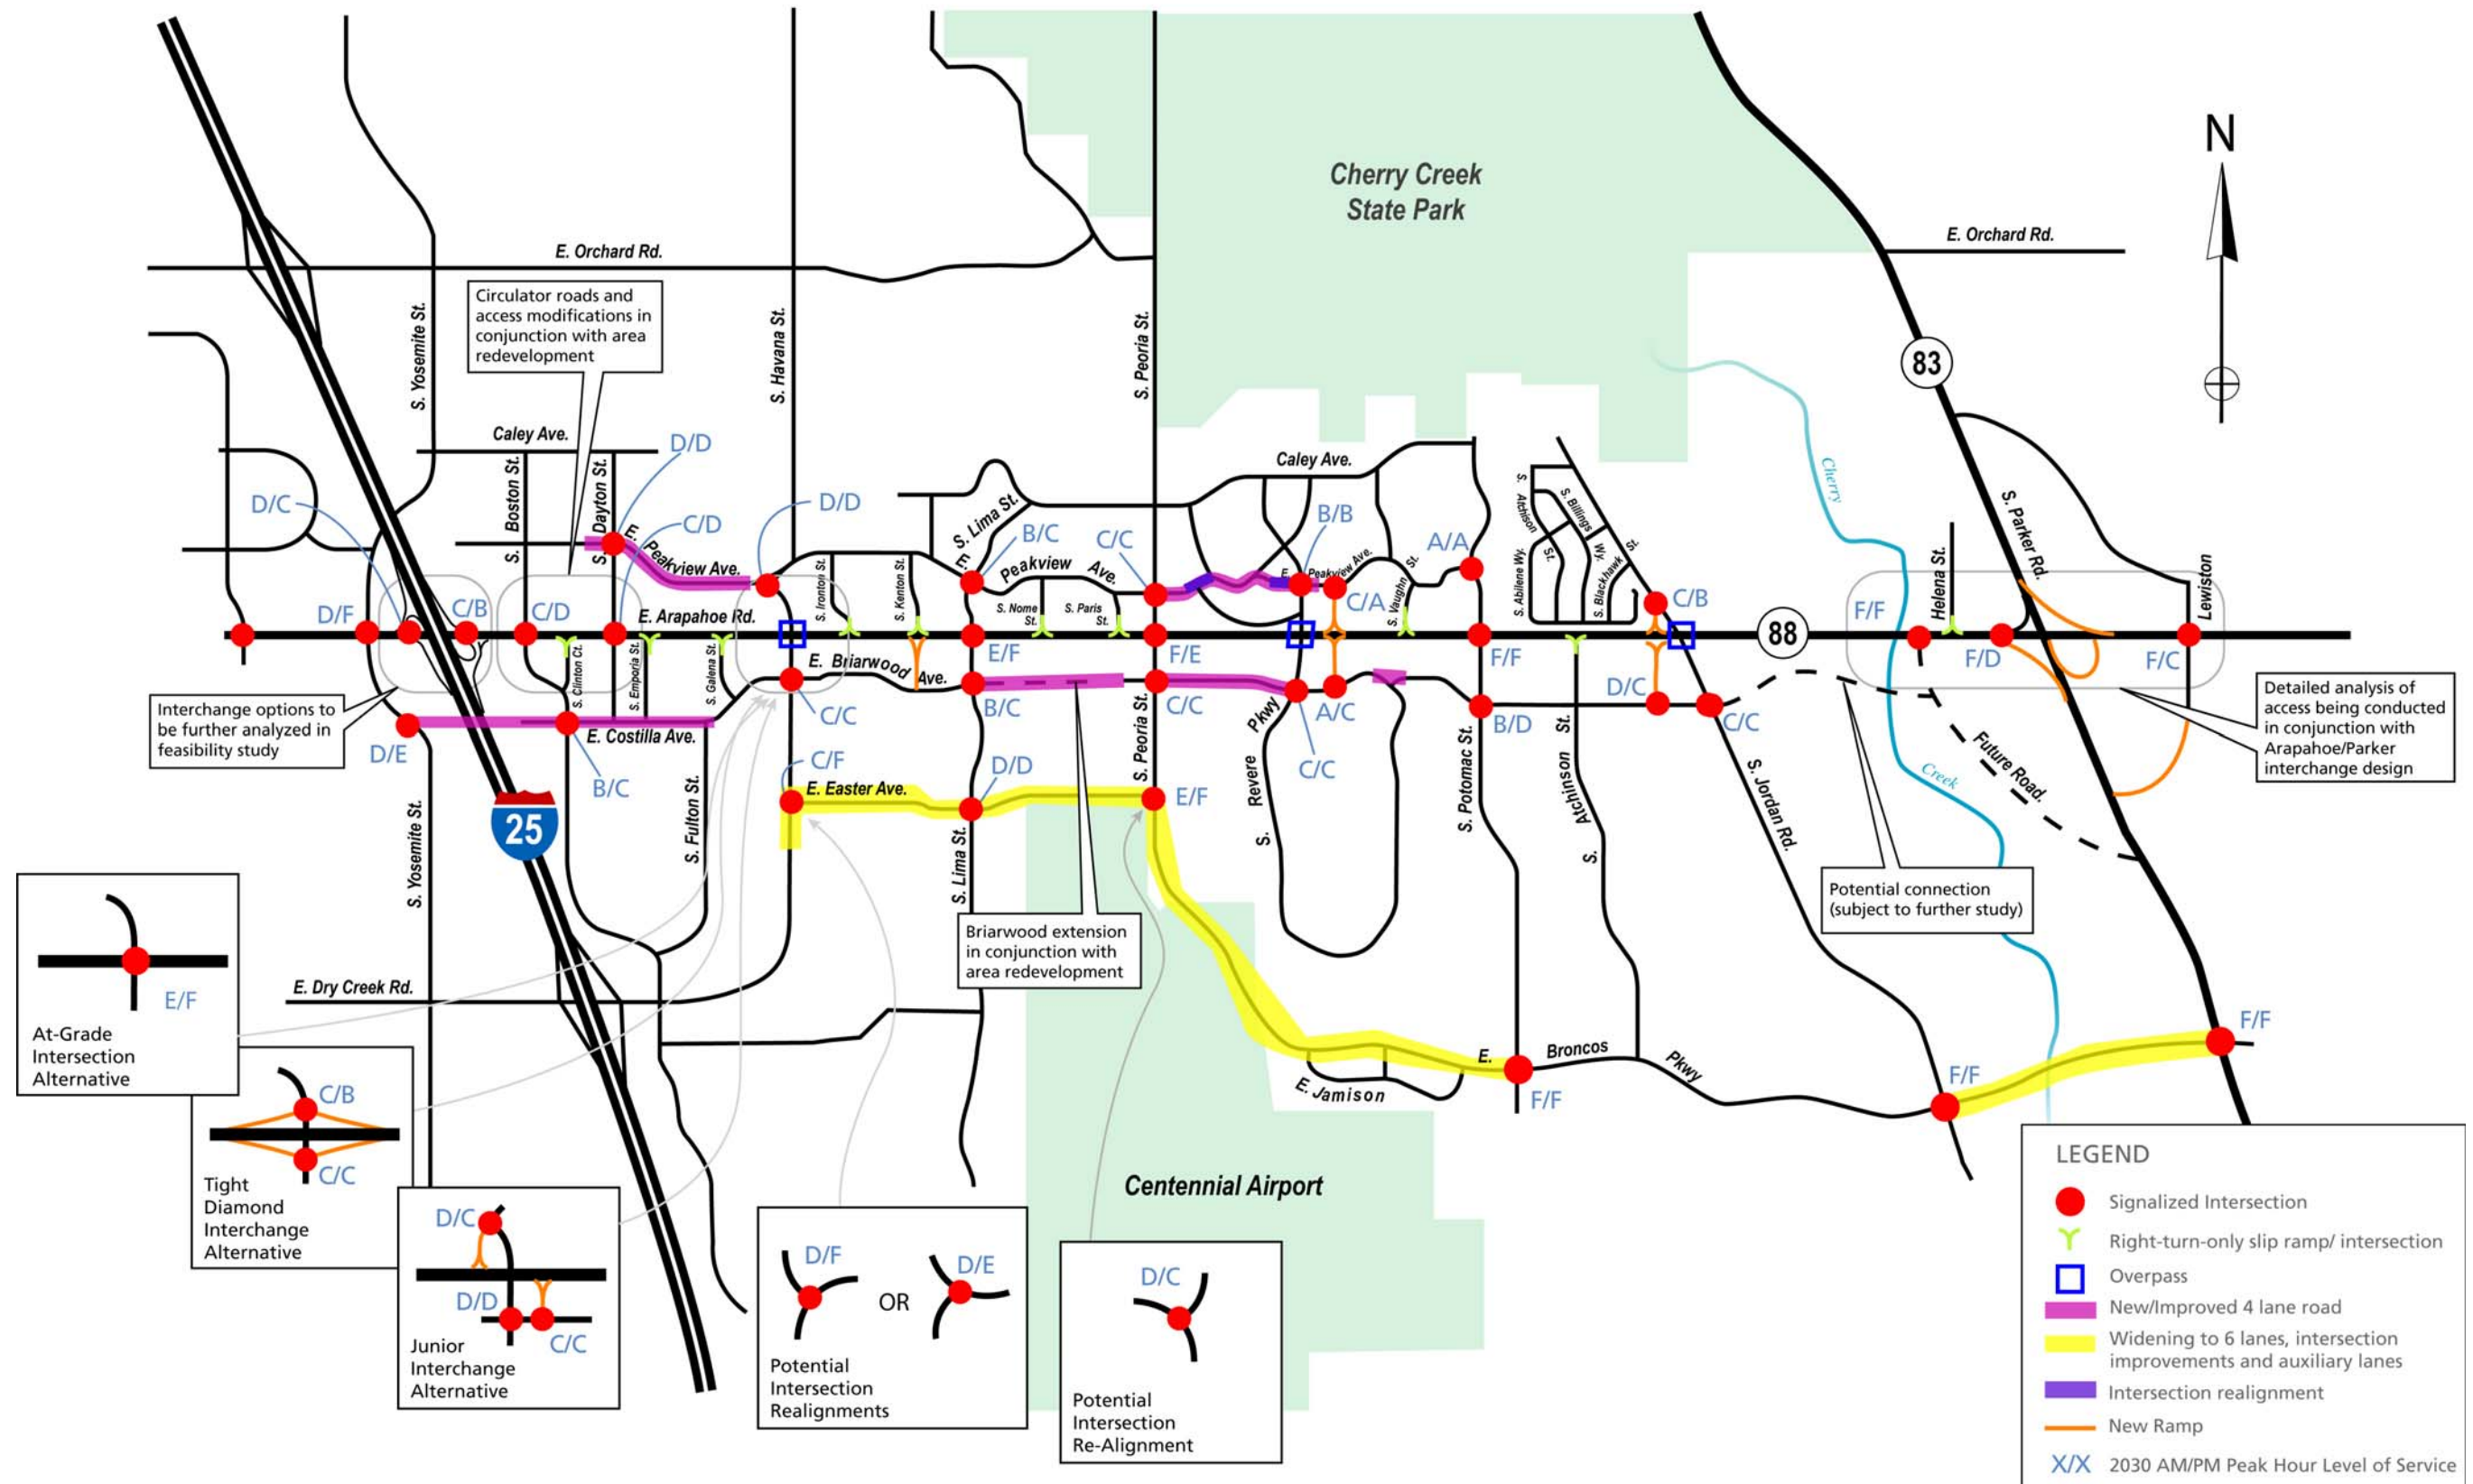 Cherry Creek
State Park
N
E. Orchard Rd.
E. Orchard Rd.
Circulator roads and
access modifications in
conjunction with area
redevelopment
S. Yosemite St.
S. Havana St.
S. Peoria St.
83
Caley Ave.
D/D
Caley Ave.
S. Boston St.
S. Dayton St.
D/C
C/D
D/D
E. Peakview Ave.
S. Lima St.
E.
Peakview Ave.
B/C
C/C
B/B
A/A
E. Peakview Ave.
S. Atchison St.
S. Billings Wy.
S. Abilene Wy.
S. Blackhawk St.
Cherry
S. Parker Rd.
Helena St.
Lewiston
S. Ironton St.
S. Kenton St.
S. Nome
St.
S. Paris
St.
S. Vaughn St.
D/F
C/B
C/D
E. Arapahoe Rd.
C/A
C/B
F/F
88
E/F
F/E
F/F
F/D
F/C
S. Clinton Ct.
S. Emporia St.
S. Galena St.
E. Briarwood Ave.
Interchange options to
be further analyzed in
feasibility study
D/E
E. Costilla Ave.
B/C
C/C
B/C
C/C
S. Peoria St.
A/C
C/C
D/C
B/D
C/C
Detailed analysis of
access being conducted
in conjunction with
Arapahoe/Parker
interchange design
C/F
E. Easter Ave.
D/D
E/F
S. Revere Pkwy
S. Potomac St.
S. Atchinson St.
S. Jordan Rd.
Creek
Future Road.
25
S. Fulton St.
S. Yosemite St.
S. Lima St.
Potential connection
(subject to further study)
Briarwood extension
in conjunction with
area redevelopment
E. Dry Creek Rd.
E/F
At-Grade
Intersection
Alternative
C/B
C/C
Tight
Diamond
Interchange
Alternative
D/C
D/D
C/C
Junior
Interchange
Alternative
D/F
OR
D/E
Potential
Intersection
Realignments
D/C
Potential
Intersection
Re-Alignment
Centennial Airport
E. Jamison
E. Broncos Pkwy
F/F
F/F
F/F
LEGEND
Signalized Intersection
Right-turn-only slip ramp/ intersection
Overpass
New/Improved 4 lane road
Widening to 6 lanes, intersection
improvements and auxiliary lanes
Intersection realignment
New Ramp
X/X 2030 AM/PM Peak Hour Level of Service